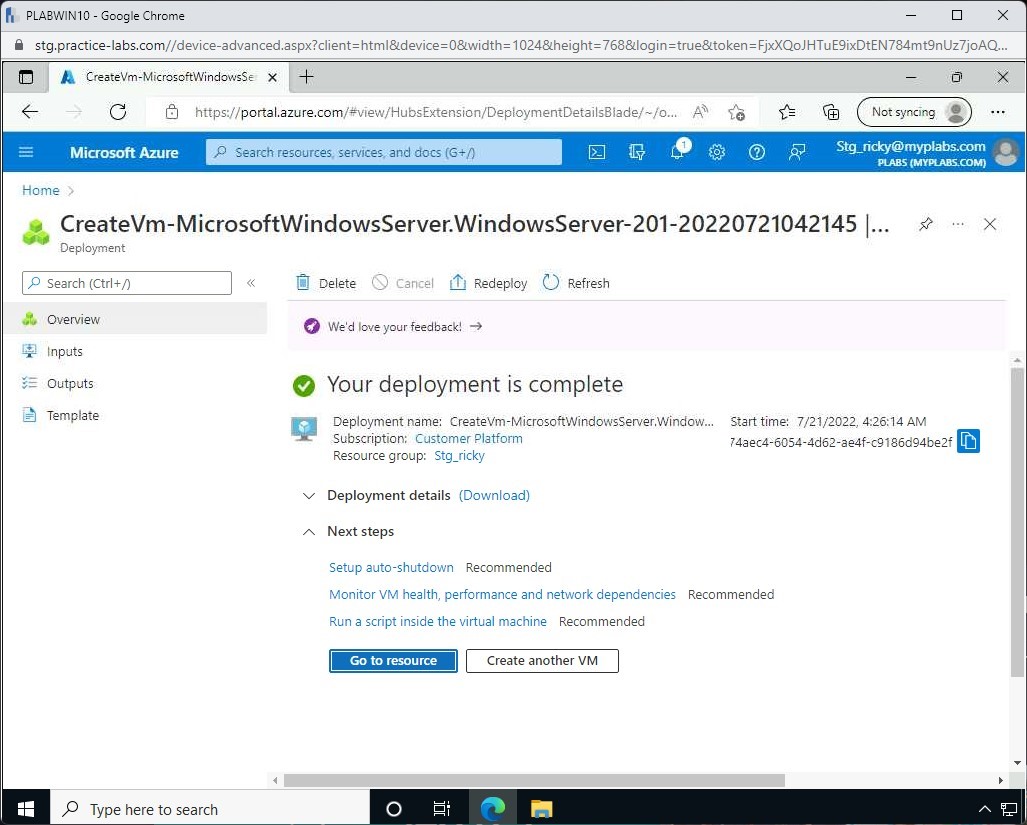 PLABWIN10 - Google Chrome
stg.practice-labs.com//device-advanced.aspx?client=html&device=0&width=1024&height=768&login=true&token=FjxXQoJHTuE9ixDtEN784mt9nUz7joAQ...
CreateVm-MicrosoftWindowsSe
https://portal.azure.com/#view/HubsExtension/DeploymentDetailsBlade/~/o...
Not syncing
Microsoft Azure
Search resources, services, and docs (G+/)
1
Stg_ricky@myplabs.com
PLABS (MYPLABS.COM)
Home
CreateVm-MicrosoftWindowsServer.WindowsServer-201-20220721042145 |...
Deployment
Search (Ctrl+/)
Delete Cancel Redeploy Refresh
Overview
Inputs
Outputs
Template
We'd love your feedback!
Your deployment is complete
Deployment name: CreateVm-MicrosoftWindowsServer.Window...
Subscription: Customer Platform
Resource group: Stg_ricky
Start time: 7/21/2022, 4:26:14 AM
74aec4-6054-4d62-ae4f-c9186d94be2f
Deployment details (Download)
Next steps
Setup auto-shutdown Recommended
Monitor VM health, performance and network dependencies Recommended
Run a script inside the virtual machine Recommended
Go to resource Create another VM
Type here to search